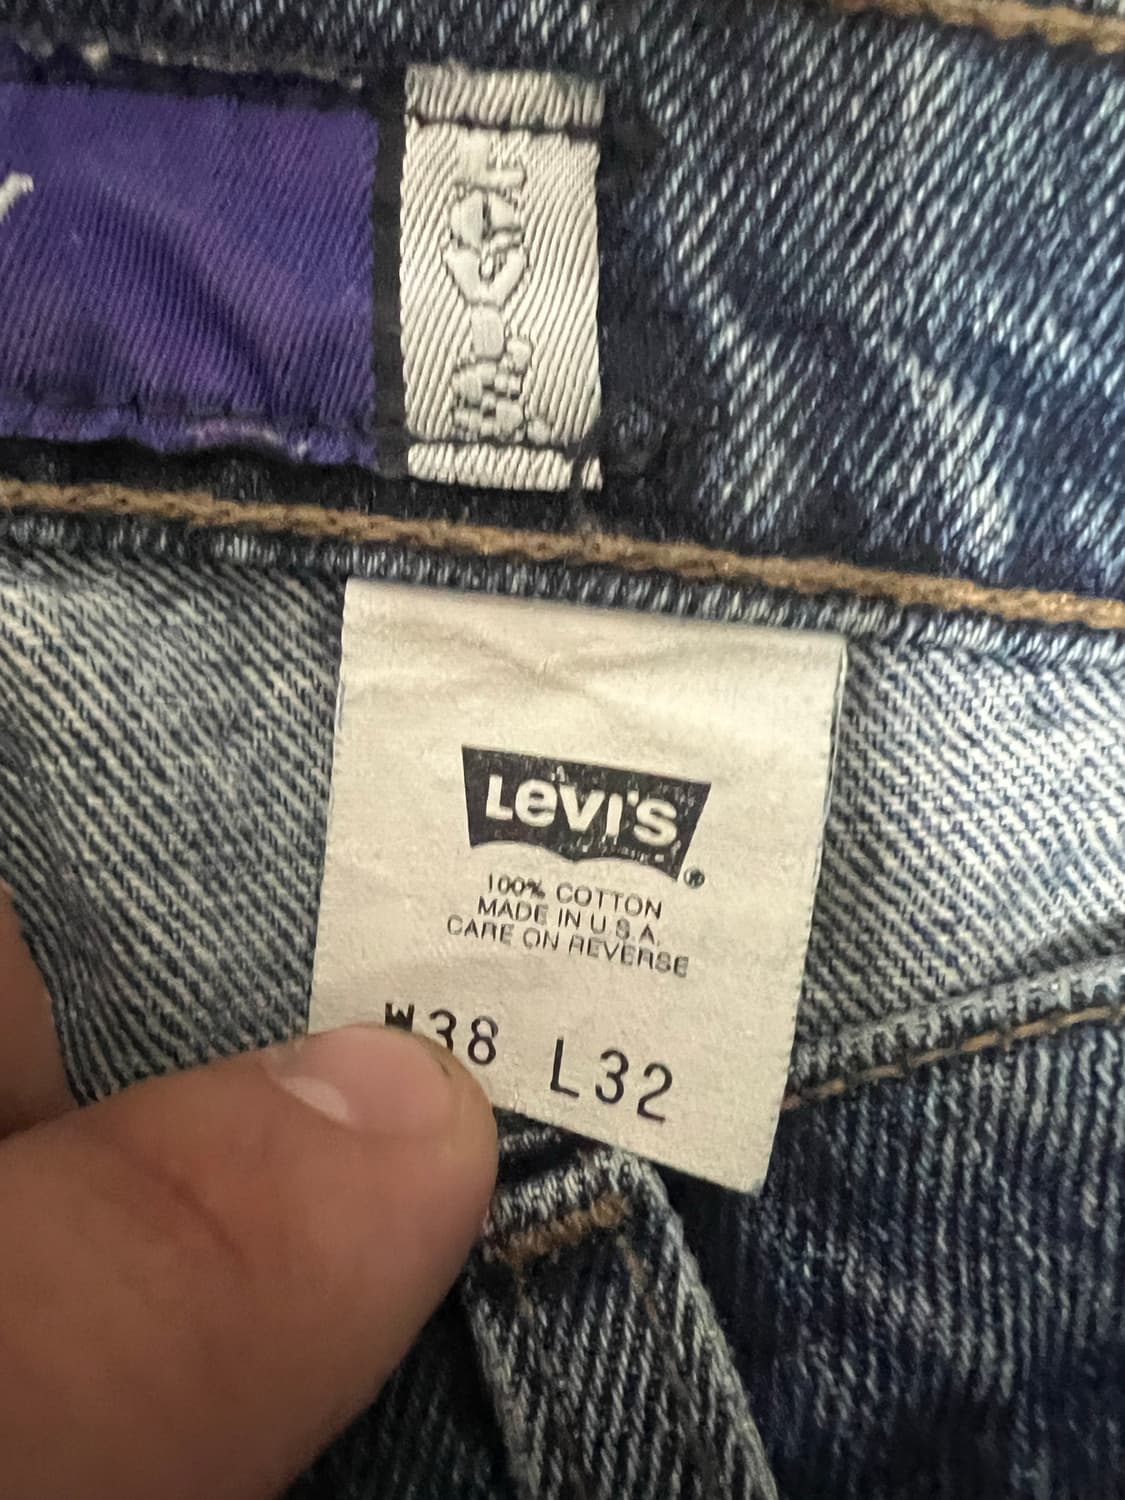 LEVI'S
®
100% COTTON
MADE IN U.S.A.
CARE ON REVERSE
W38 L32